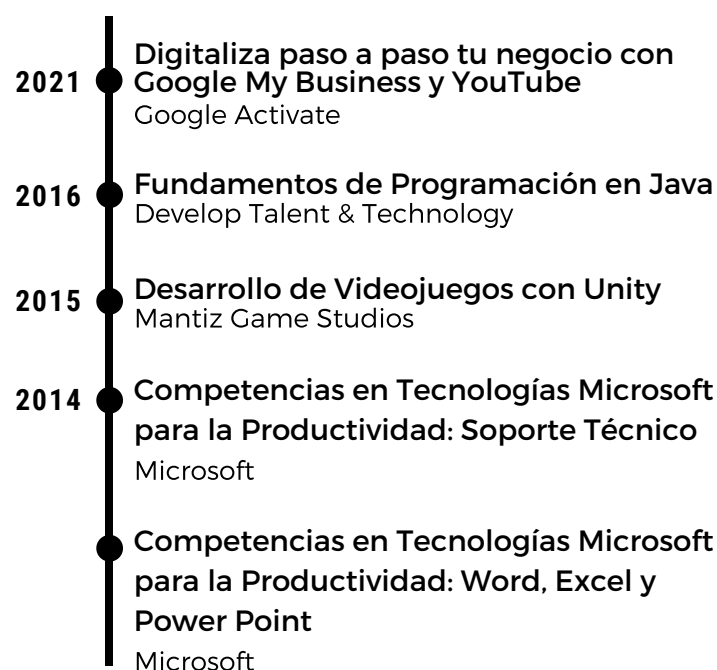 Digitaliza paso a paso tu negocio con
2021 Google My Business y YouTube
Google Activate
2016 Fundamentos de Programación en Java
Develop Talent & Technology
2015 Desarrollo de Videojuegos con Unity
Mantiz Game Studios
2014 Competencias en Tecnologías Microsoft
para la Productividad: Soporte Técnico
Microsoft
Competencias en Tecnologías Microsoft
para la Productividad: Word, Excel y
Power Point
Microsoft